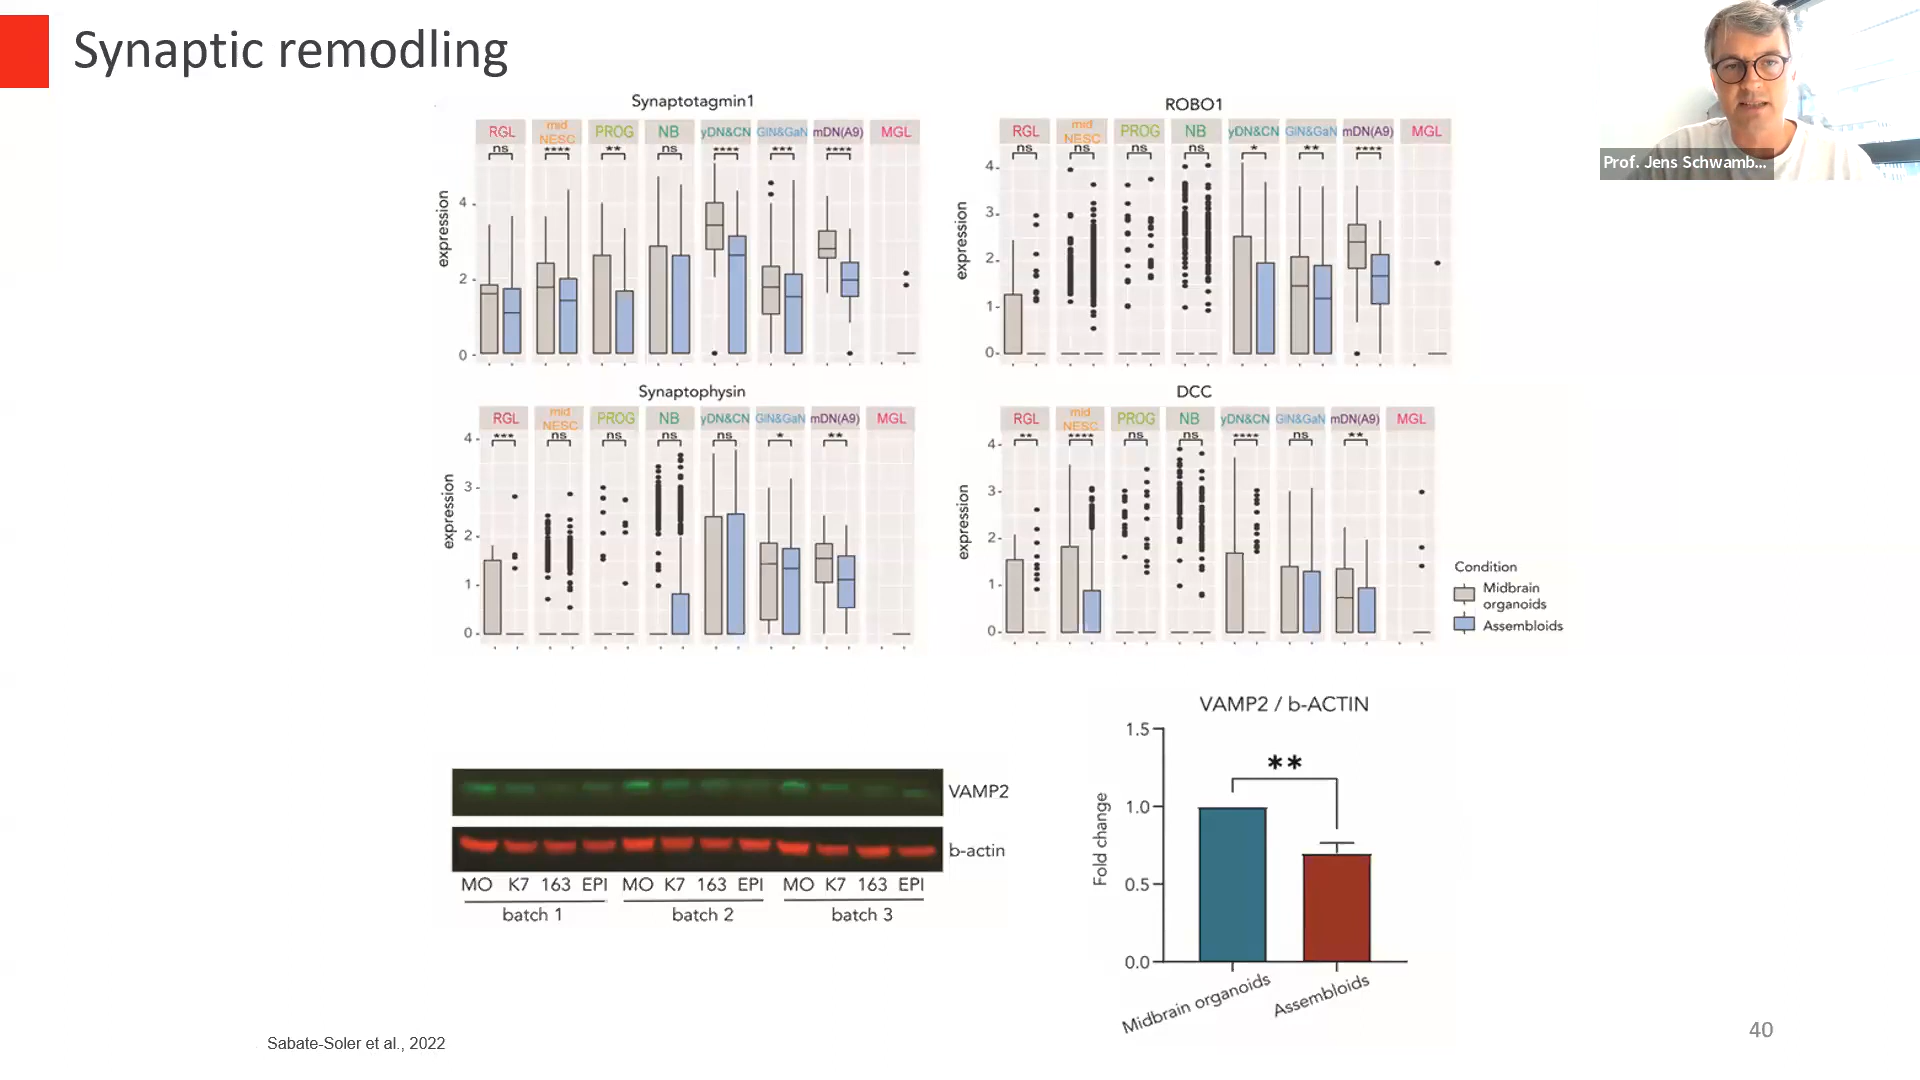 Synaptic remodling
Prof. Jens Schwamb...
Synaptotagmin1
RGL
mid
NESC
PROG
NB
yDN&CN
GlN&GaN
mDN(A9)
MGL
ns
****
**
ns
****
***
****
expression
4
2
0
ROBO1
RGL
mid
NESC
PROG
NB
yDN&CN
GlN&GaN
mDN(A9)
MGL
ns
ns
ns
ns
*
**
****
expression
4
3
2
1
0
Synaptophysin
RGL
mid
NESC
PROG
NB
yDN&CN
GlN&GaN
mDN(A9)
MGL
***
ns
ns
ns
ns
*
**
expression
4
3
2
1
0
DCC
RGL
mid
NESC
PROG
NB
yDN&CN
GlN&GaN
mDN(A9)
MGL
**
****
ns
ns
****
ns
**
expression
4
3
2
1
0
Condition
Midbrain
organoids
Assembloids
VAMP2
b-actin
MO K7 163 EPI MO K7 163 EPI MO K7 163 EPI
batch 1 batch 2 batch 3
VAMP2 / b-ACTIN
**
Fold change
1.5
1.0
0.5
0.0
Midbrain organoids
Assembloids
Sabate-Soler et al., 2022
40